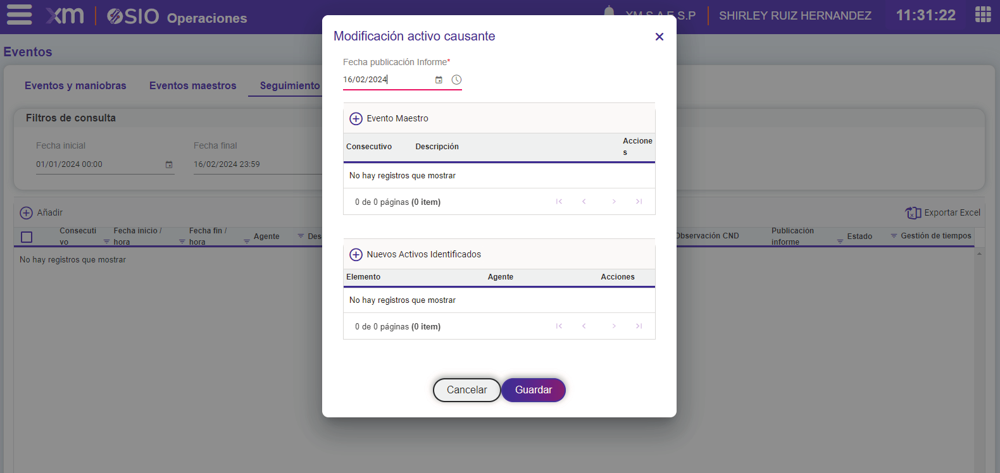 xm OSIO Operaciones
XM S.A E.S.P SHIRLEY RUIZ HERNANDEZ 11:31:22
Eventos
Eventos y maniobras Eventos maestros Seguimiento
Filtros de consulta
Fecha inicial Fecha final
01/01/2024 00:00 16/02/2024 23:59
Añadir
Exportar Excel
Consecuti
vo
Fecha inicio /
hora
Fecha fin /
hora
Agente
Des
Observación CND
Publicación
informe
Estado
Gestión de tiempos
No hay registros que mostrar
Modificación activo causante
Fecha publicación Informe*
16/02/2024
Evento Maestro
Consecutivo Descripción
Accione
s
No hay registros que mostrar
0 de 0 páginas (0 item)
Nuevos Activos Identificados
Elemento Agente Acciones
No hay registros que mostrar
0 de 0 páginas (0 item)
Cancelar Guardar